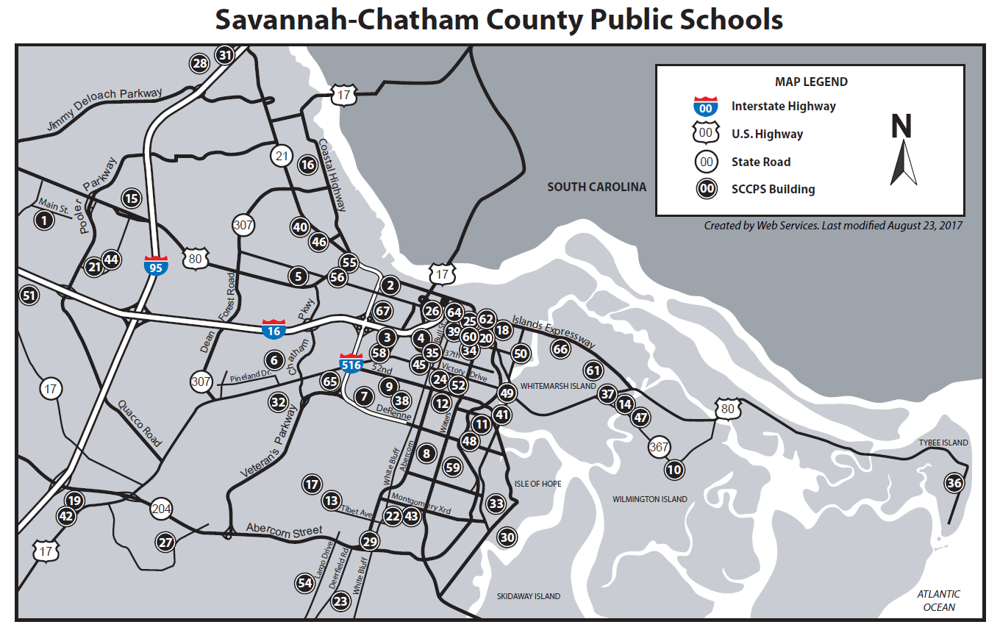 Savannah-Chatham County Public Schools
MAP LEGEND
00 Interstate Highway
00 U.S. Highway
00 State Road
00 SCCPS Building
N
Created by Web Services. Last modified August 23, 2017
SOUTH CAROLINA
28
31
Jimmy Deloach Parkway
17
21
16
Coastal Highway
Pooler Parkway
15
Main St.
1
307
40
46
80
95
21
44
55
56
5
2
17
51
Dean Forest Road
Chatham Pkwy
16
67
26
64
25
62
39
60
20
18
Islands Expressway
Bull St
3
4
34
58
35
37th
45
50
66
61
6
516
52nd
Victory Drive
WHITEMARSH ISLAND
17
307
Pineland Dr.
65
9
24
52
49
37
14
47
80
32
7
38
DeRenne
12
41
Waters
11
48
Quacco Road
Veteran's Parkway
367
10
TYBEE ISLAND
8
59
White Bluff
Abercorn
ISLE OF HOPE
36
17
13
Tibet Ave
Montgomery Xrd
22
43
33
WILMINGTON ISLAND
19
42
204
Abercorn Street
27
29
30
17
Largo Drive
Deerfield Rd
White Bluff
54
23
SKIDAWAY ISLAND
ATLANTIC
OCEAN